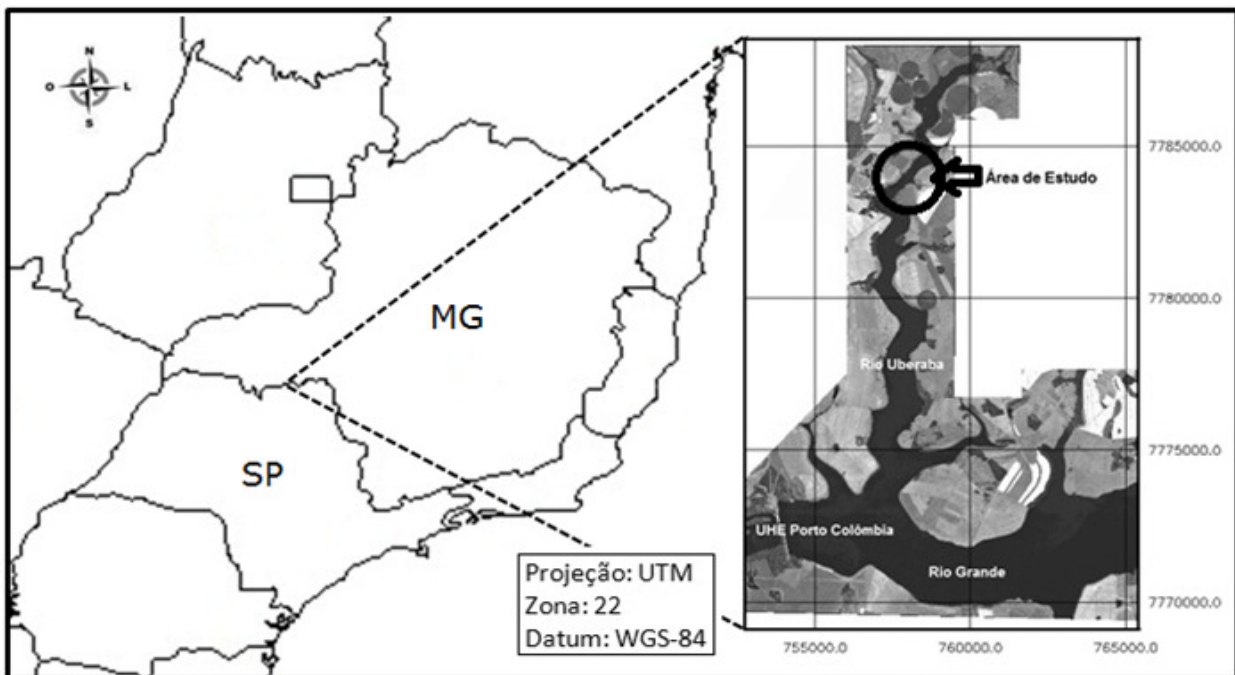 N
O
L
S
MG
SP
Projeção: UTM
Zona: 22
Datum: WGS-84
7785000.0
Área de Estudo
7780000.0
Rio Uberaba
7775000.0
UHE Porto Colômbia
Rio Grande
7770000.0
755000.0
760000.0
765000.0